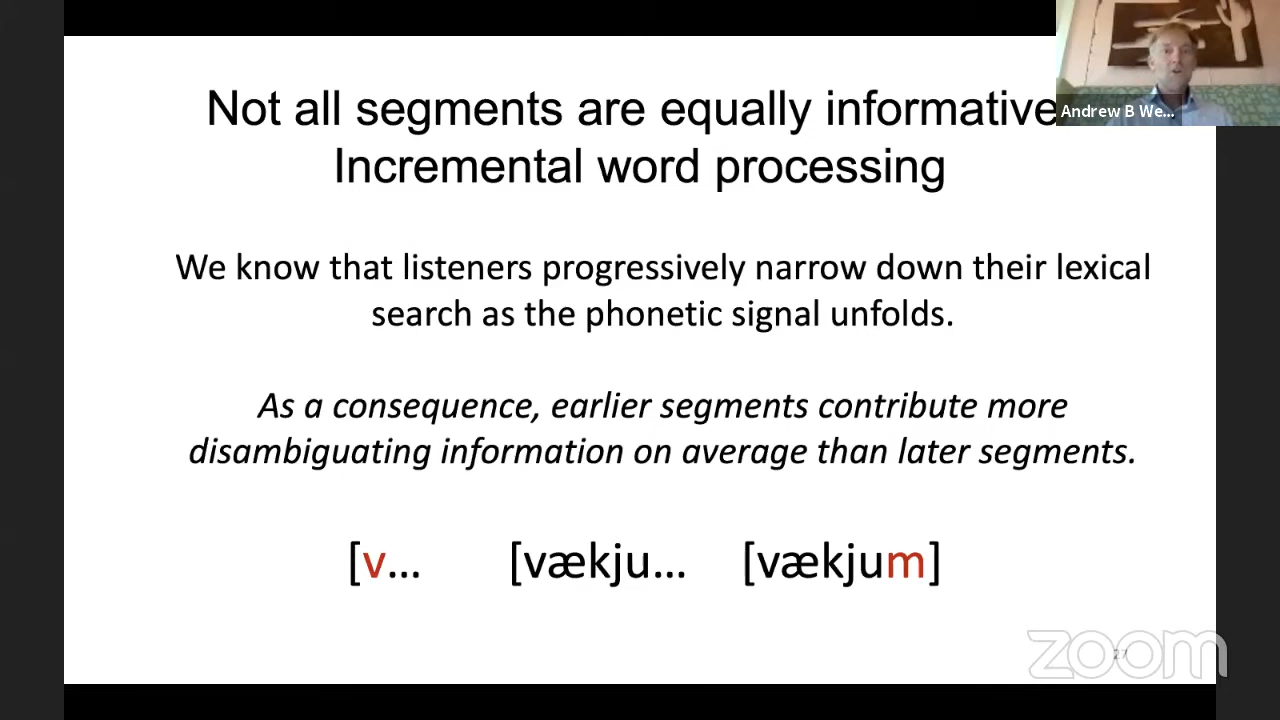 Not all segments are equally informative
Incremental word processing
Andrew B We...
We know that listeners progressively narrow down their lexical
search as the phonetic signal unfolds.
As a consequence, earlier segments contribute more
disambiguating information on average than later segments.
[v... [vækju... [vækjum]
zoom
27